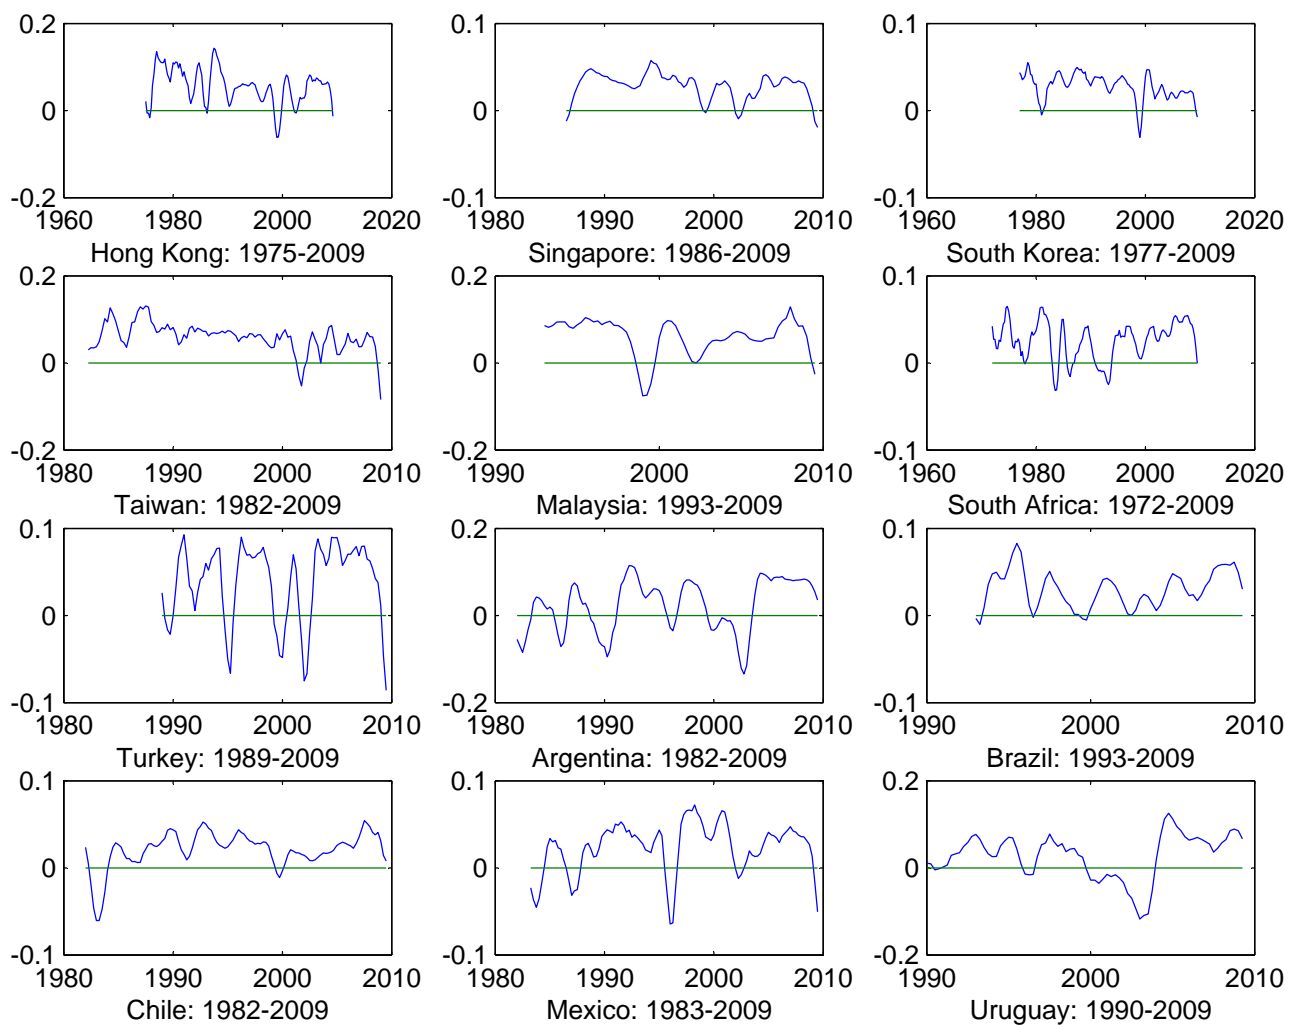 0.2
0
-0.2
1960 1980 2000 2020
Hong Kong: 1975-2009
0.1
0
-0.1
1980 1990 2000 2010
Singapore: 1986-2009
0.1
0
-0.1
1960 1980 2000 2020
South Korea: 1977-2009
0.2
0
-0.2
1980 1990 2000 2010
Taiwan: 1982-2009
0.2
0
-0.2
1990 2000 2010
Malaysia: 1993-2009
0.1
0
-0.1
1960 1980 2000 2020
South Africa: 1972-2009
0.1
0
-0.1
1980 1990 2000 2010
Turkey: 1989-2009
0.2
0
-0.2
1980 1990 2000 2010
Argentina: 1982-2009
0.1
0
-0.1
1990 2000 2010
Brazil: 1993-2009
0.1
0
-0.1
1980 1990 2000 2010
Chile: 1982-2009
0.1
0
-0.1
1980 1990 2000 2010
Mexico: 1983-2009
0.2
0
-0.2
1990 2000 2010
Uruguay: 1990-2009